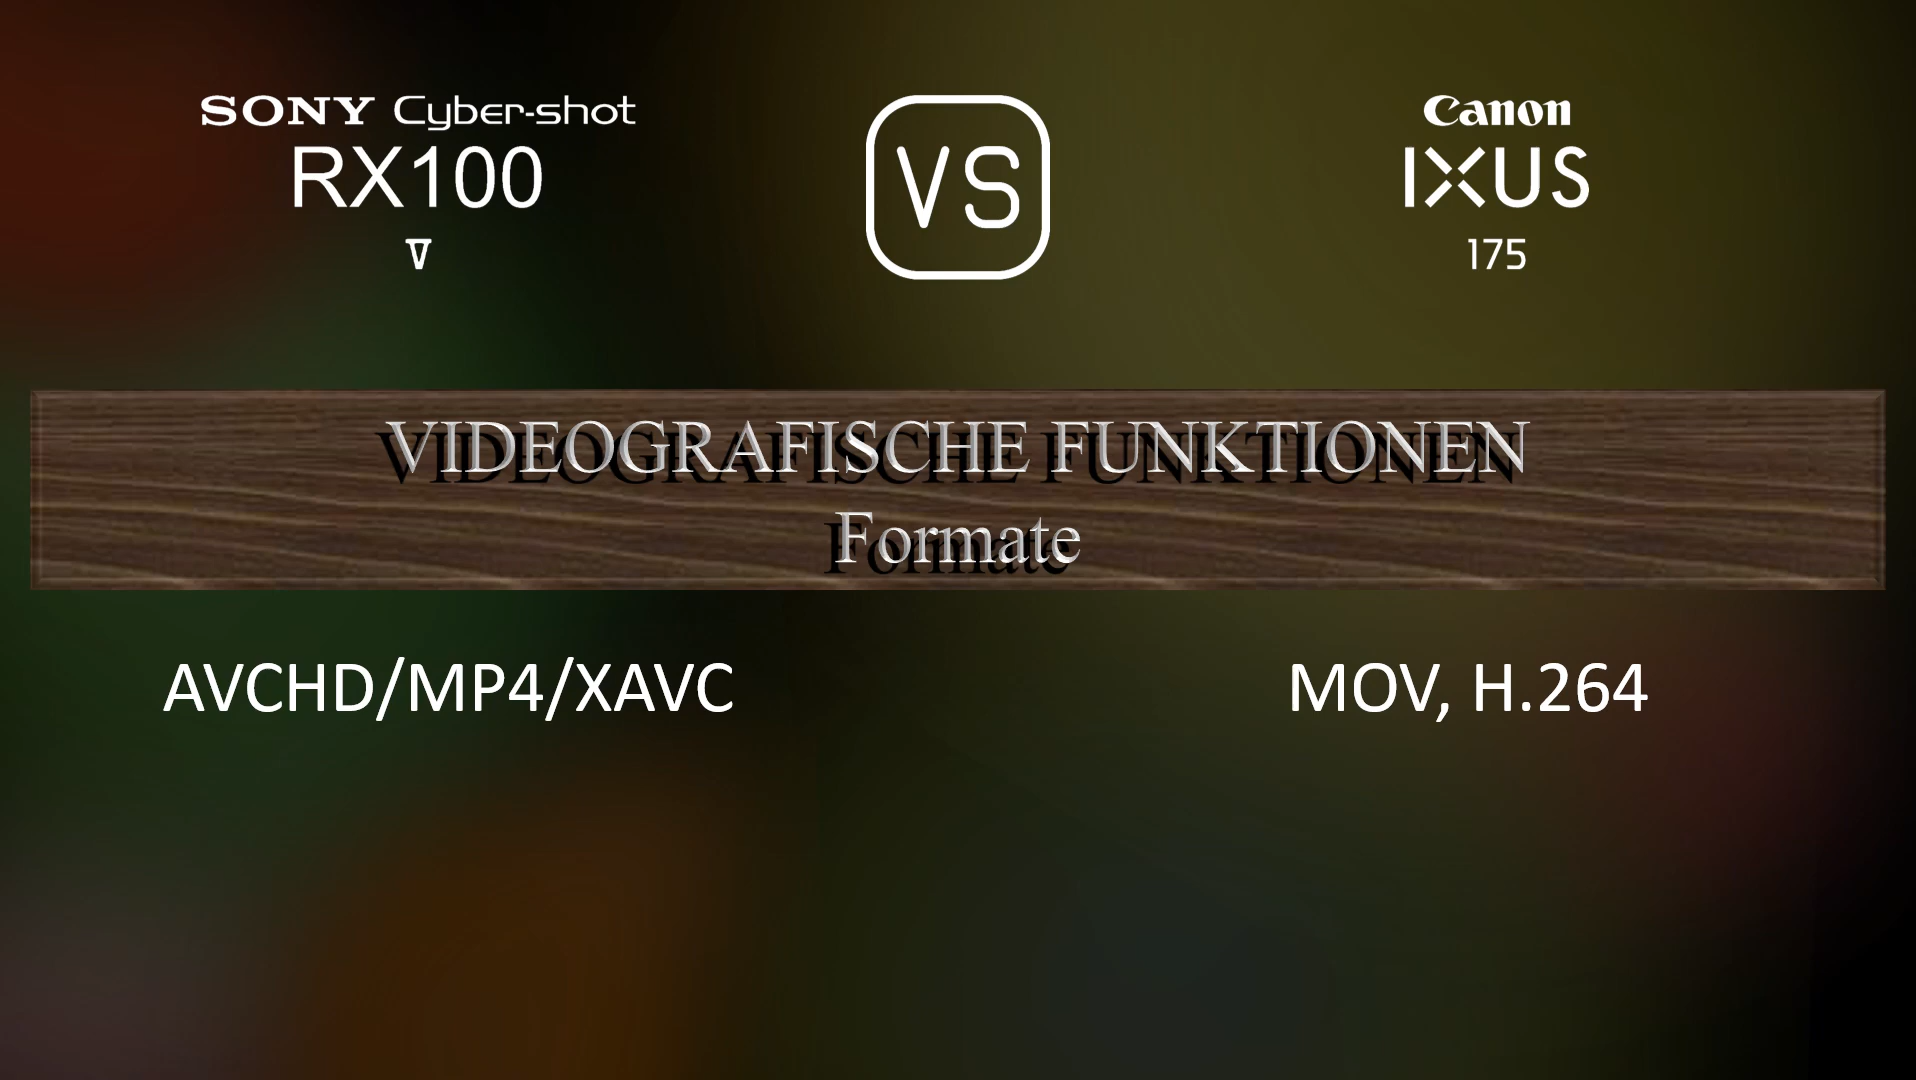 SONY Cyber-shot
RX100
V
VS
Canon
IXUS
175
VIDEOGRAFISCHE FUNKTIONEN
Formate
AVCHD/MP4/XAVC
MOV, H.264